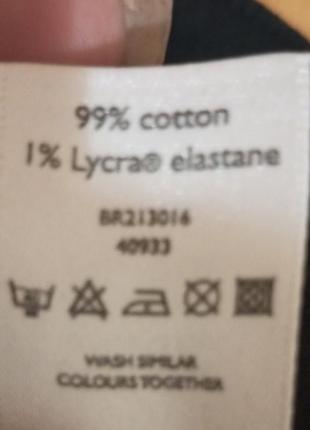 99% cotton
1% Lycra® elastane
BR213016
40933
WASH SIMILAR
COLOURS TOGETHER